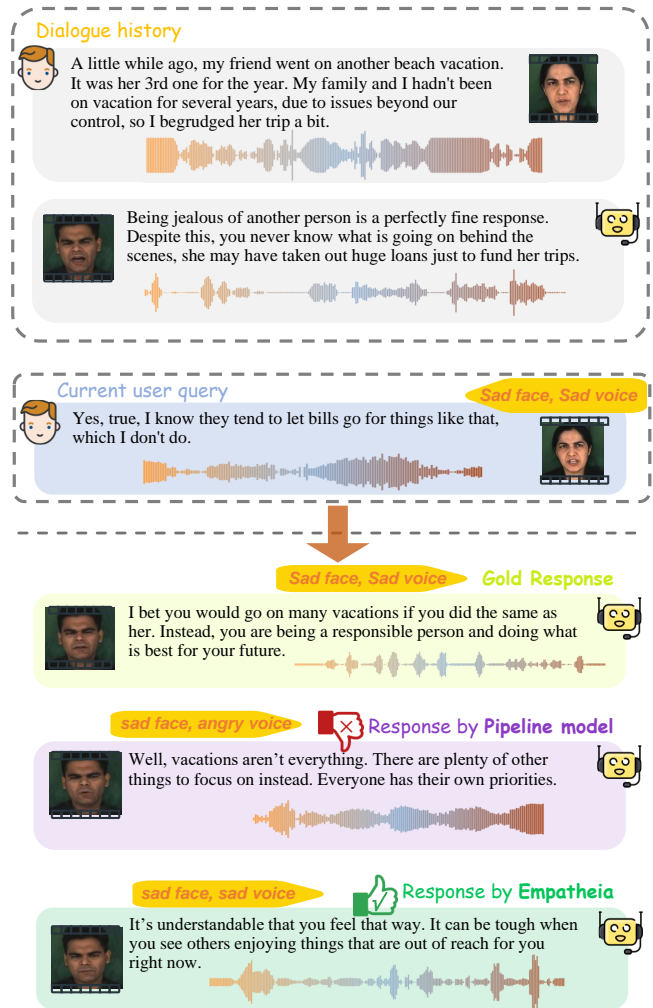 Dialogue history
A little while ago, my friend went on another beach vacation.
It was her 3rd one for the year. My family and I hadn't been
on vacation for several years, due to issues beyond our
control, so I begrudged her trip a bit.
Being jealous of another person is a perfectly fine response.
Despite this, you never know what is going on behind the
scenes, she may have taken out huge loans just to fund her trips.
Current user query
Sad face, Sad voice
Yes, true, I know they tend to let bills go for things like that,
which I don't do.
Sad face, Sad voice
Gold Response
I bet you would go on many vacations if you did the same as
her. Instead, you are being a responsible person and doing what
is best for your future.
sad face, angry voice
Response by Pipeline model
Well, vacations aren't everything. There are plenty of other
things to focus on instead. Everyone has their own priorities.
sad face, sad voice
Response by Empatheia
It's understandable that you feel that way. It can be tough when
you see others enjoying things that are out of reach for you
right now.